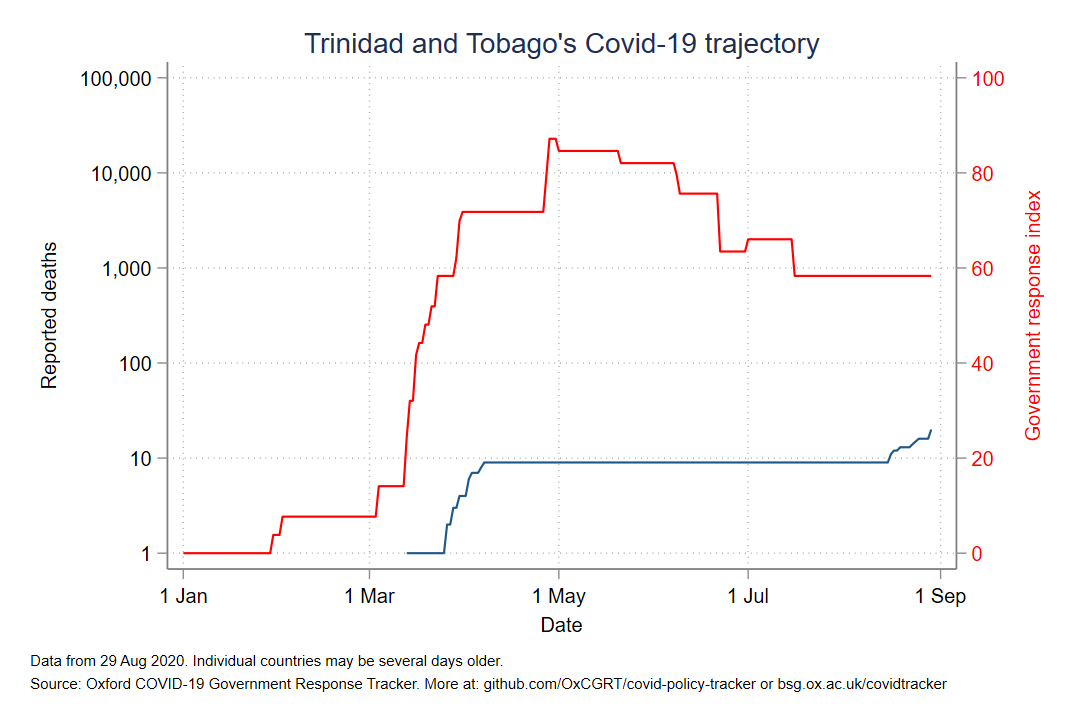 Trinidad and Tobago's Covid-19 trajectory
100,000
10,000
1,000
100
10
1
Reported deaths
100
80
60
40
20
0
Government response index
1 Jan
1 Mar
1 May
1 Jul
1 Sep
Date
Data from 29 Aug 2020. Individual countries may be several days older.
Source: Oxford COVID-19 Government Response Tracker. More at: github.com/OxCGRT/covid-policy-tracker or bsg.ox.ac.uk/covidtracker